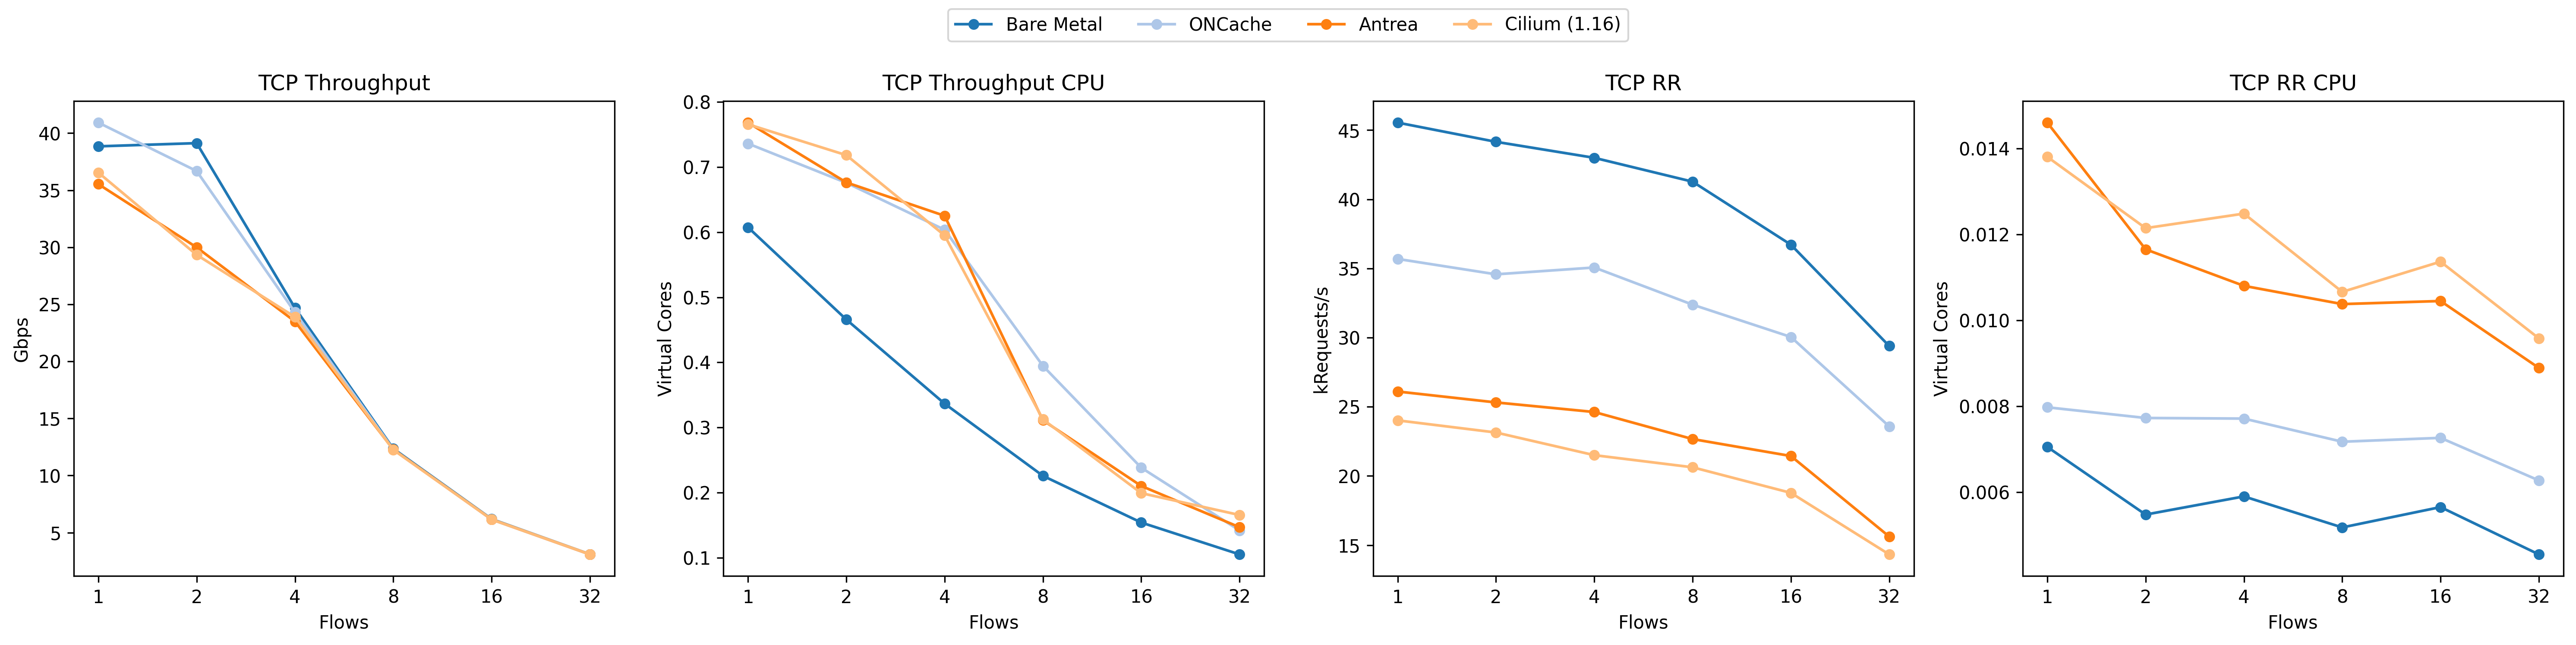 Bare Metal ONCache Antrea Cilium (1.16)
TCP Throughput
40
35
30
25
20
15
10
5
Gbps
1 2 4 8 16 32
Flows
TCP Throughput CPU
0.8
0.7
0.6
0.5
0.4
0.3
0.2
0.1
Virtual Cores
1 2 4 8 16 32
Flows
TCP RR
45
40
35
30
25
20
15
kRequests/s
1 2 4 8 16 32
Flows
TCP RR CPU
0.014
0.012
0.010
0.008
0.006
Virtual Cores
1 2 4 8 16 32
Flows